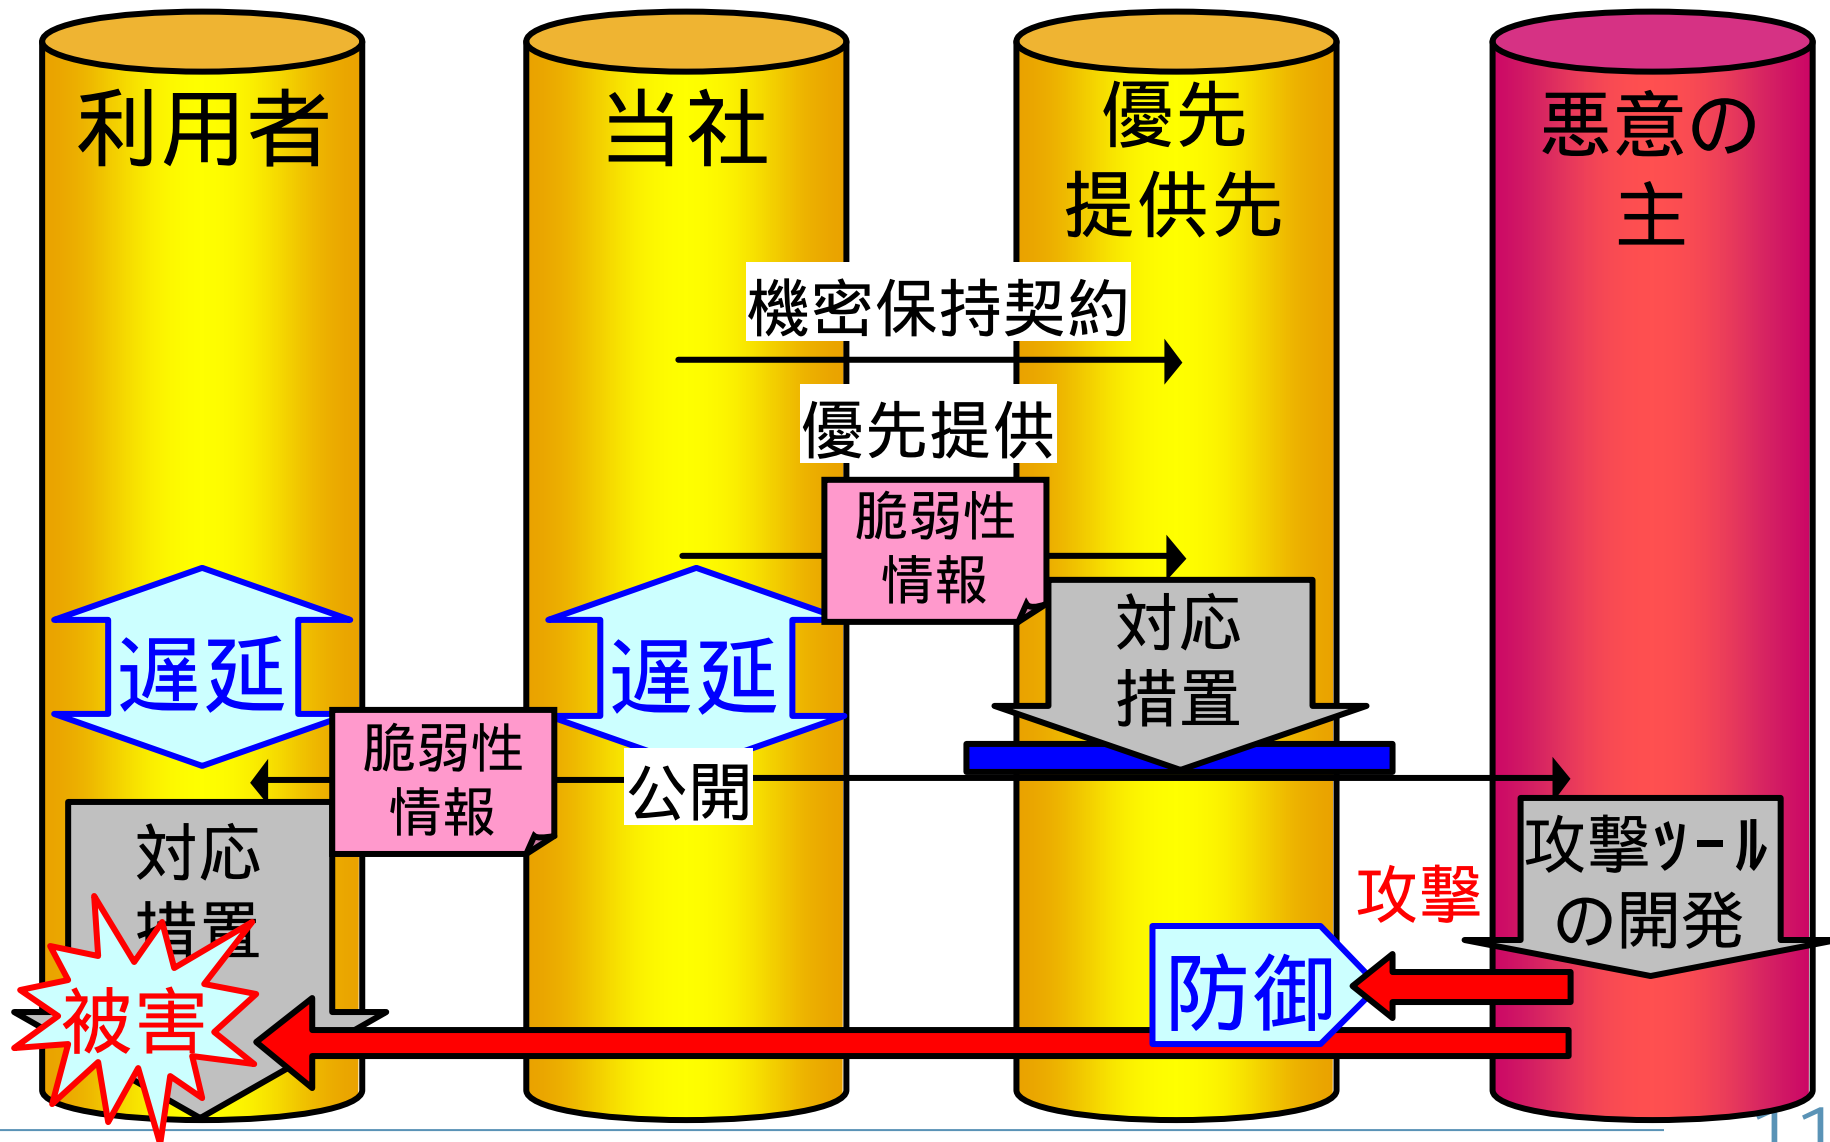 利用者
当社
優先
提供先
悪意の
主
機密保持契約
優先提供
脆弱性
情報
対応
措置
遅延
遅延
脆弱性
情報
公開
対応
措置
攻撃ﾂｰﾙ
の開発
攻撃
防御
被害
11